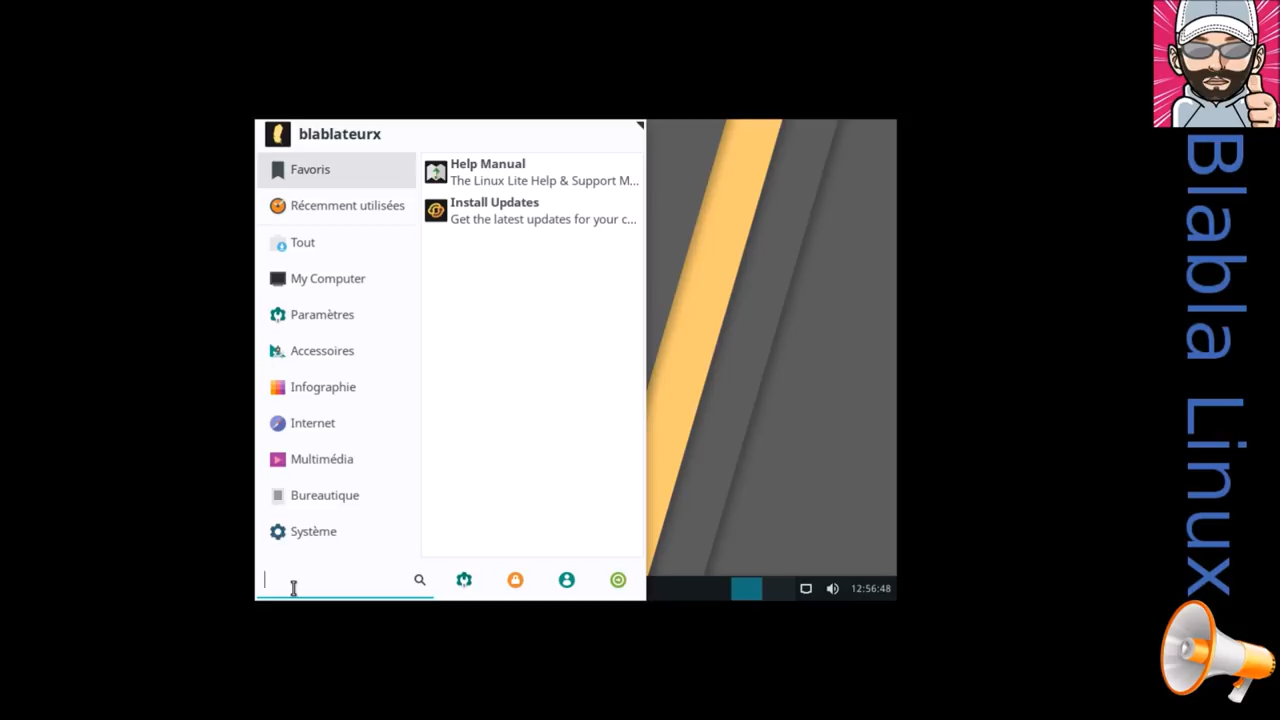 blablateurx
Favoris
Récemment utilisées
Tout
My Computer
Paramètres
Accessoires
Infographie
Internet
Multimédia
Bureautique
Système
Help Manual
The Linux Lite Help & Support M...
Install Updates
Get the latest updates for your c...
12:56:48
Blabla Linux